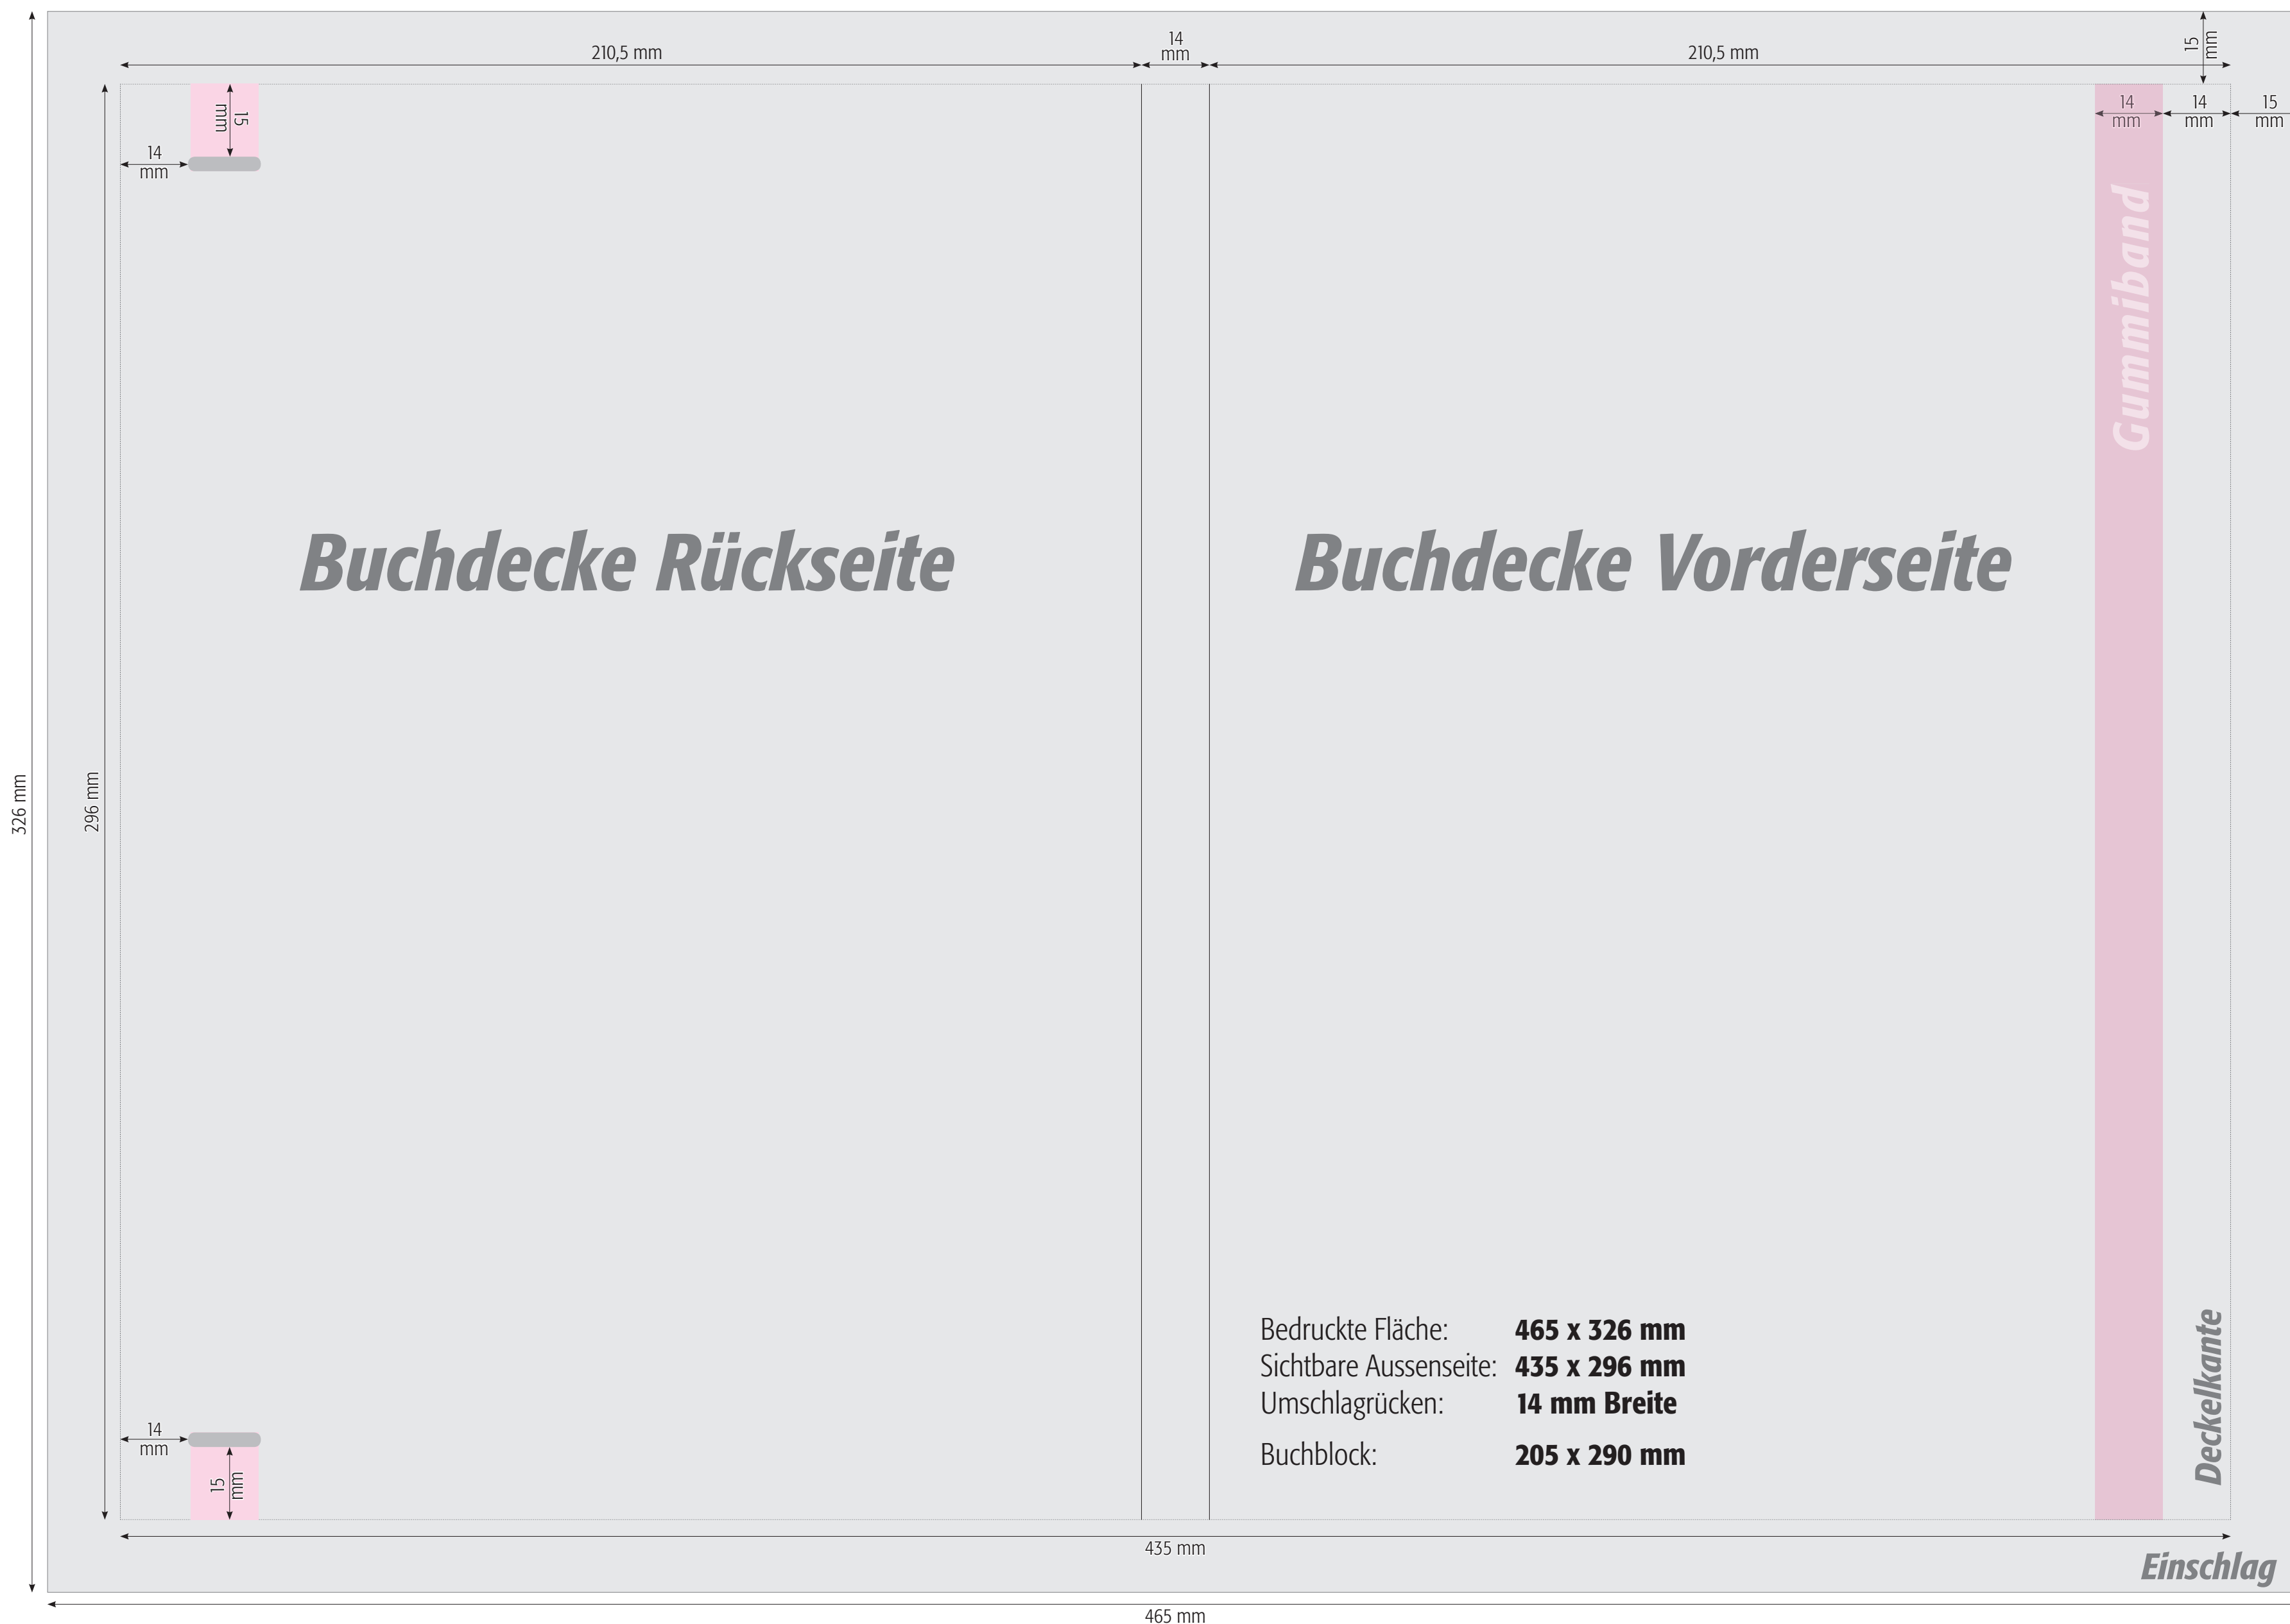 210,5 mm
14
mm
210,5 mm
15
mm
15
mm
14
mm
14
mm
14
mm
15
mm
Gummiband
Buchdecke Rückseite
Buchdecke Vorderseite
326 mm
296 mm
Bedruckte Fläche: 465 x 326 mm
Sichtbare Aussenseite: 435 x 296 mm
Umschlagrücken: 14 mm Breite
Buchblock: 205 x 290 mm
Deckelkante
14
mm
15
mm
435 mm
Einschlag
465 mm